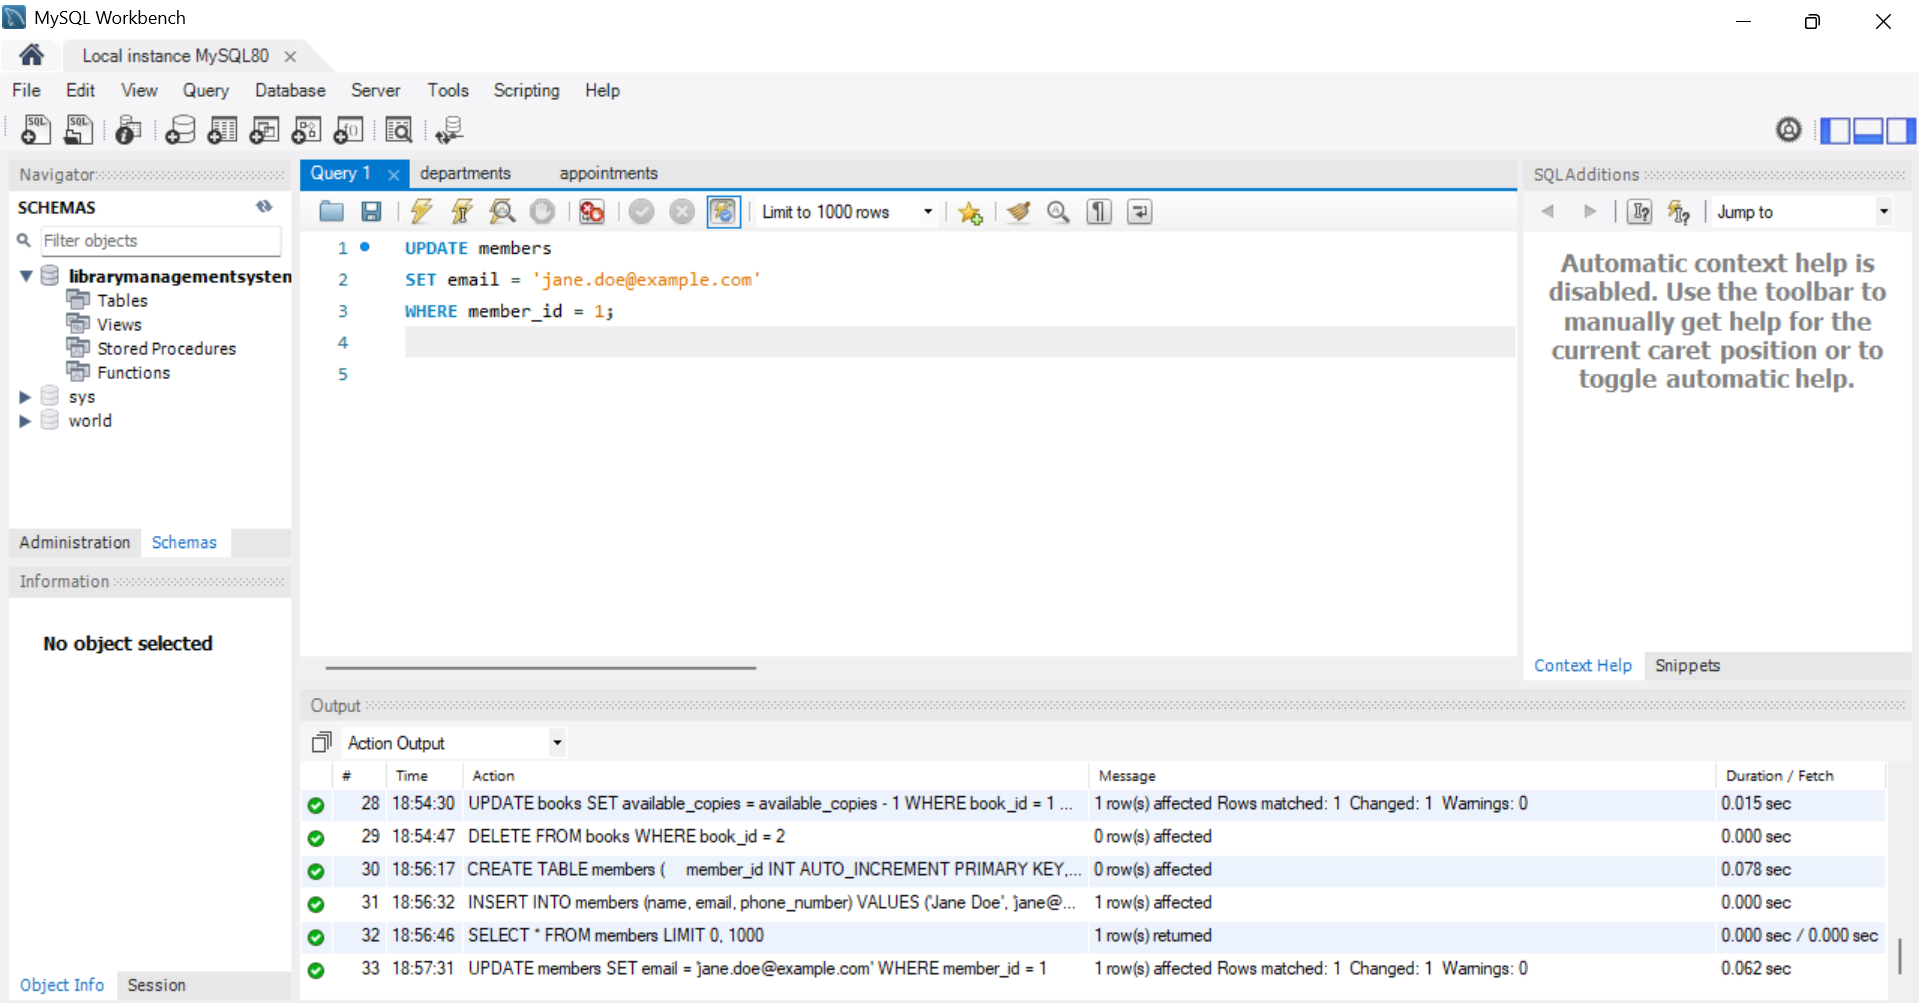 MySQL Workbench
Local instance MySQL80
File Edit View Query Database Server Tools Scripting Help
Navigator
SCHEMAS
Filter objects
librarymanagementsysten
Tables
Views
Stored Procedures
Functions
sys
world
Administration Schemas
Information
No object selected
Object Info Session
Query 1 departments appointments
Limit to 1000 rows
1 UPDATE members
2 SET email = 'jane.doe@example.com'
3 WHERE member_id = 1;
4
5
SQLAdditions
Jump to
Automatic context help is
disabled. Use the toolbar to
manually get help for the
current caret position or to
toggle automatic help.
Context Help Snippets
Output
Action Output
# Time Action Message Duration / Fetch
28 18:54:30 UPDATE books SET available_copies = available_copies - 1 WHERE book_id = 1 ... 1 row(s) affected Rows matched: 1 Changed: 1 Warnings: 0 0.015 sec
29 18:54:47 DELETE FROM books WHERE book_id = 2 0 row(s) affected 0.000 sec
30 18:56:17 CREATE TABLE members ( member_id INT AUTO_INCREMENT PRIMARY KEY,... 0 row(s) affected 0.078 sec
31 18:56:32 INSERT INTO members (name, email, phone_number) VALUES ('Jane Doe', 'jane@... 1 row(s) affected 0.000 sec
32 18:56:46 SELECT * FROM members LIMIT 0, 1000 1 row(s) returned 0.000 sec / 0.000 sec
33 18:57:31 UPDATE members SET email = 'jane.doe@example.com' WHERE member_id = 1 1 row(s) affected Rows matched: 1 Changed: 1 Warnings: 0 0.062 sec